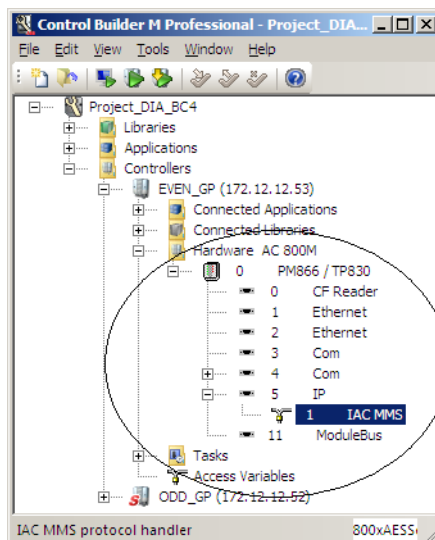 Control Builder M Professional - Project_DIA...
File Edit View Tools Window Help
Project_DIA_BC4
Libraries
Applications
Controllers
EVEN_GP (172.12.12.53)
Connected Applications
Connected Libraries
Hardware AC 800M
0 PM866 / TP830
0 CF Reader
1 Ethernet
2 Ethernet
3 Com
4 Com
5 IP
1 IAC MMS
11 ModuleBus
Tasks
Access Variables
ODD_GP (172.12.12.52)
IAC MMS protocol handler 800xAESS